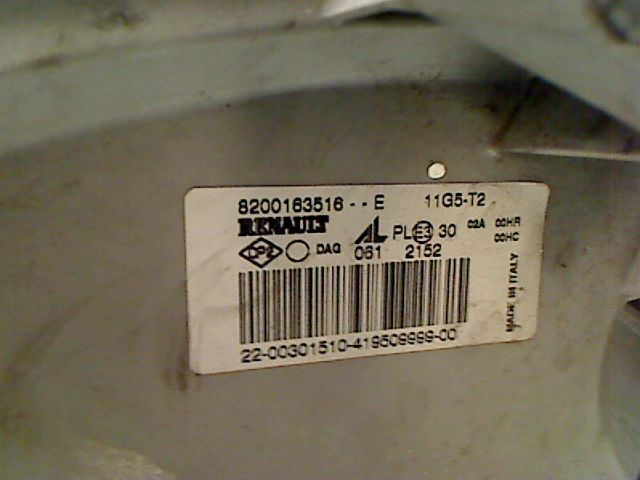 8200163516 - - E 11G5-T2
RENAULT AL PL E3 30 02A 00HR
00HC
DP2 DAG 061 2152
22-00301510-419509999-00
MADE IN ITALY